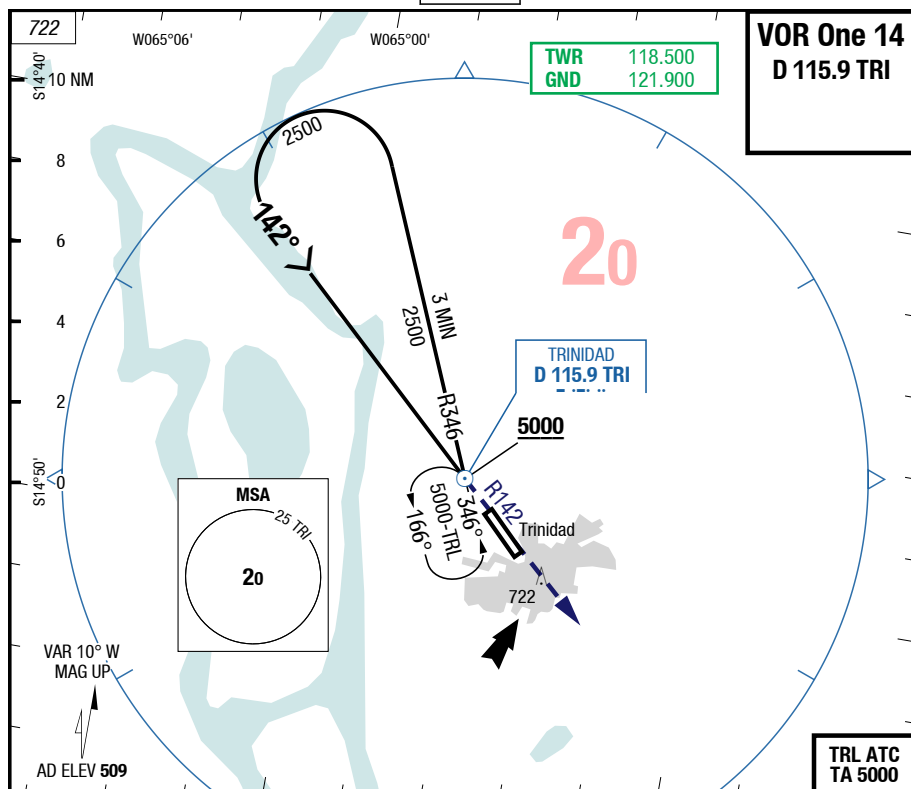 722
W065°06'
W065°00'
S14°40'
TWR 118.500
GND 121.900
VOR One 14
D 115.9 TRI
10 NM
8
6
4
2
0
S14°50'
2500
142°
3 MIN
2500
R346
20
TRINIDAD
D 115.9 TRI
5000
346°
5000-TRL
166°
R142
Trinidad
722
MSA
25 TRI
20
VAR 10° W
MAG UP
AD ELEV 509
TRL ATC
TA 5000